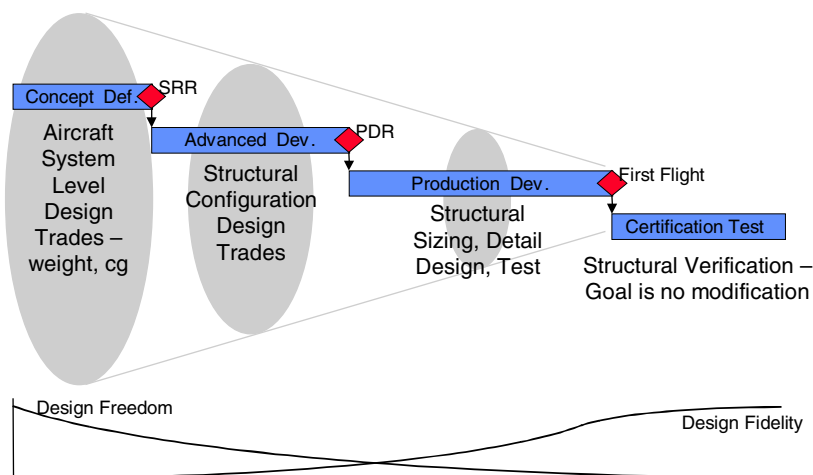 Concept Def.
SRR
Aircraft
System
Level
Design
Trades –
weight, cg
Advanced Dev.
PDR
Structural
Configuration
Design
Trades
Production Dev.
First Flight
Structural
Sizing, Detail
Design, Test
Certification Test
Structural Verification –
Goal is no modification
Design Freedom
Design Fidelity